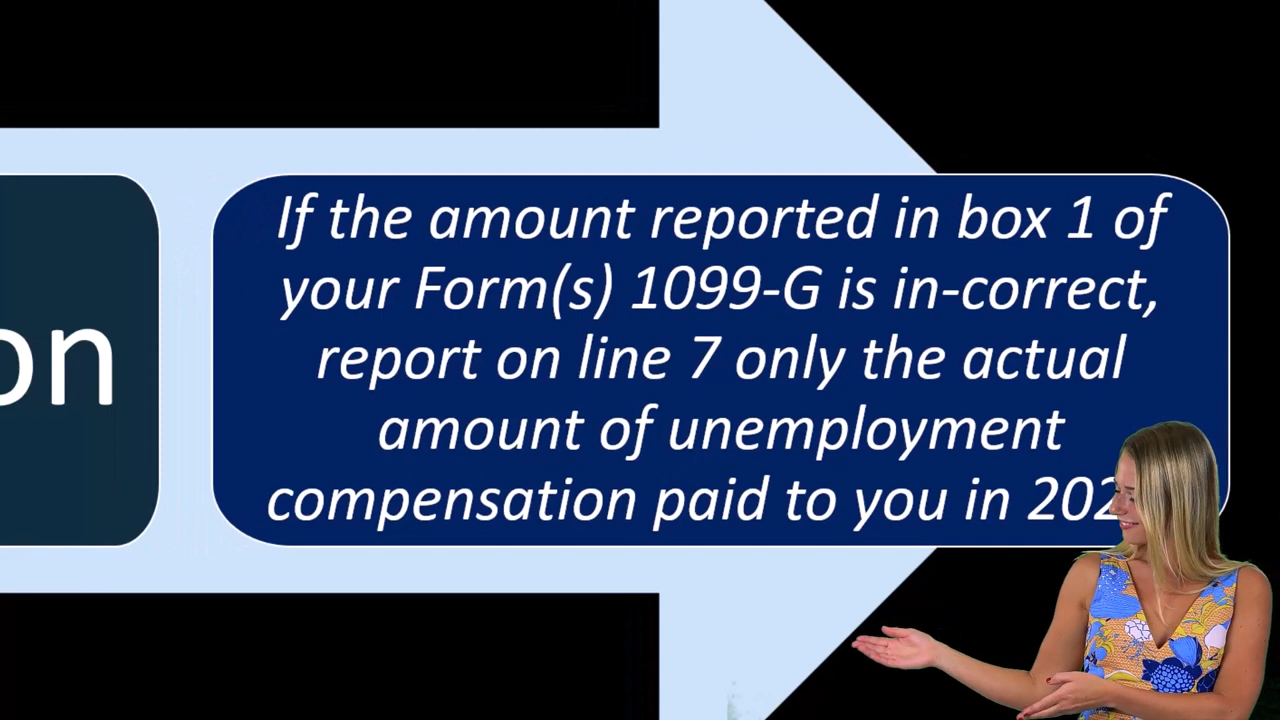 on
If the amount reported in box 1 of
your Form(s) 1099-G is in-correct,
report on line 7 only the actual
amount of unemployment
compensation paid to you in